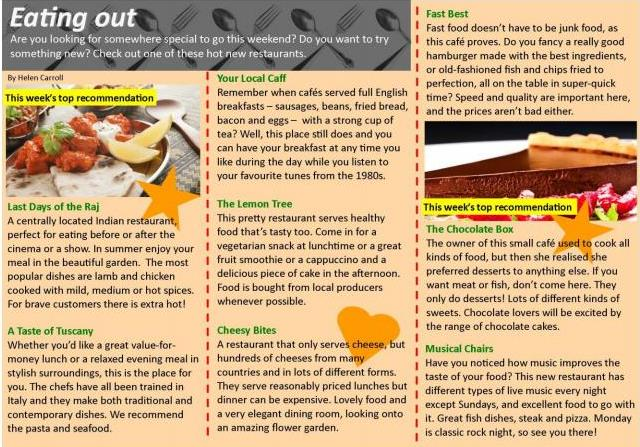 Eating out
Are you looking for somewhere special to go this weekend? Do you want to try
something new? Check out one of these hot new restaurants.
By Helen Carroll
This week's top recommendation
Last Days of the Raj
A centrally located Indian restaurant,
perfect for eating before or after the
cinema or a show. In summer enjoy your
meal in the beautiful garden. The most
popular dishes are lamb and chicken
cooked with mild, medium or hot spices.
For brave customers there is extra hot!
A Taste of Tuscany
Whether you'd like a great value-for-
money lunch or a relaxed evening meal in
stylish surroundings, this is the place for
you. The chefs have all been trained in
Italy and they make both traditional and
contemporary dishes. We recommend
the pasta and seafood.
Your Local Caff
Remember when cafés served full English
breakfasts – sausages, beans, fried bread,
bacon and eggs – with a strong cup of
tea? Well, this place still does and you
can have your breakfast at any time you
like during the day while you listen to
your favourite tunes from the 1980s.
The Lemon Tree
This pretty restaurant serves healthy
food that's tasty too. Come in for a
vegetarian snack at lunchtime or a great
fruit smoothie or a cappuccino and a
delicious piece of cake in the afternoon.
Food is bought from local producers
whenever possible.
Cheesy Bites
A restaurant that only serves cheese, but
hundreds of cheeses from many
countries and in lots of different forms.
They serve reasonably priced lunches but
dinner can be expensive. Lovely food and
a very elegant dining room, looking onto
an amazing flower garden.
Fast Best
Fast food doesn't have to be junk food, as
this café proves. Do you fancy a really good
hamburger made with the best ingredients,
or old-fashioned fish and chips fried to
perfection, all on the table in super-quick
time? Speed and quality are important here,
and the prices aren't bad either.
This week's top recommendation
The Chocolate Box
The owner of this small café used to cook all
kinds of food, but then she realised she
preferred desserts to anything else. If you
want meat or fish, don't come here. They
only do desserts! Lots of different kinds of
sweets. Chocolate lovers will be excited by
the range of chocolate cakes.
Musical Chairs
Have you noticed how music improves the
taste of your food? This new restaurant has
different types of live music every night
except Sundays, and excellent food to go with
it. Great fish dishes, steak and pizza. Monday
is classic rock night, so see you there!